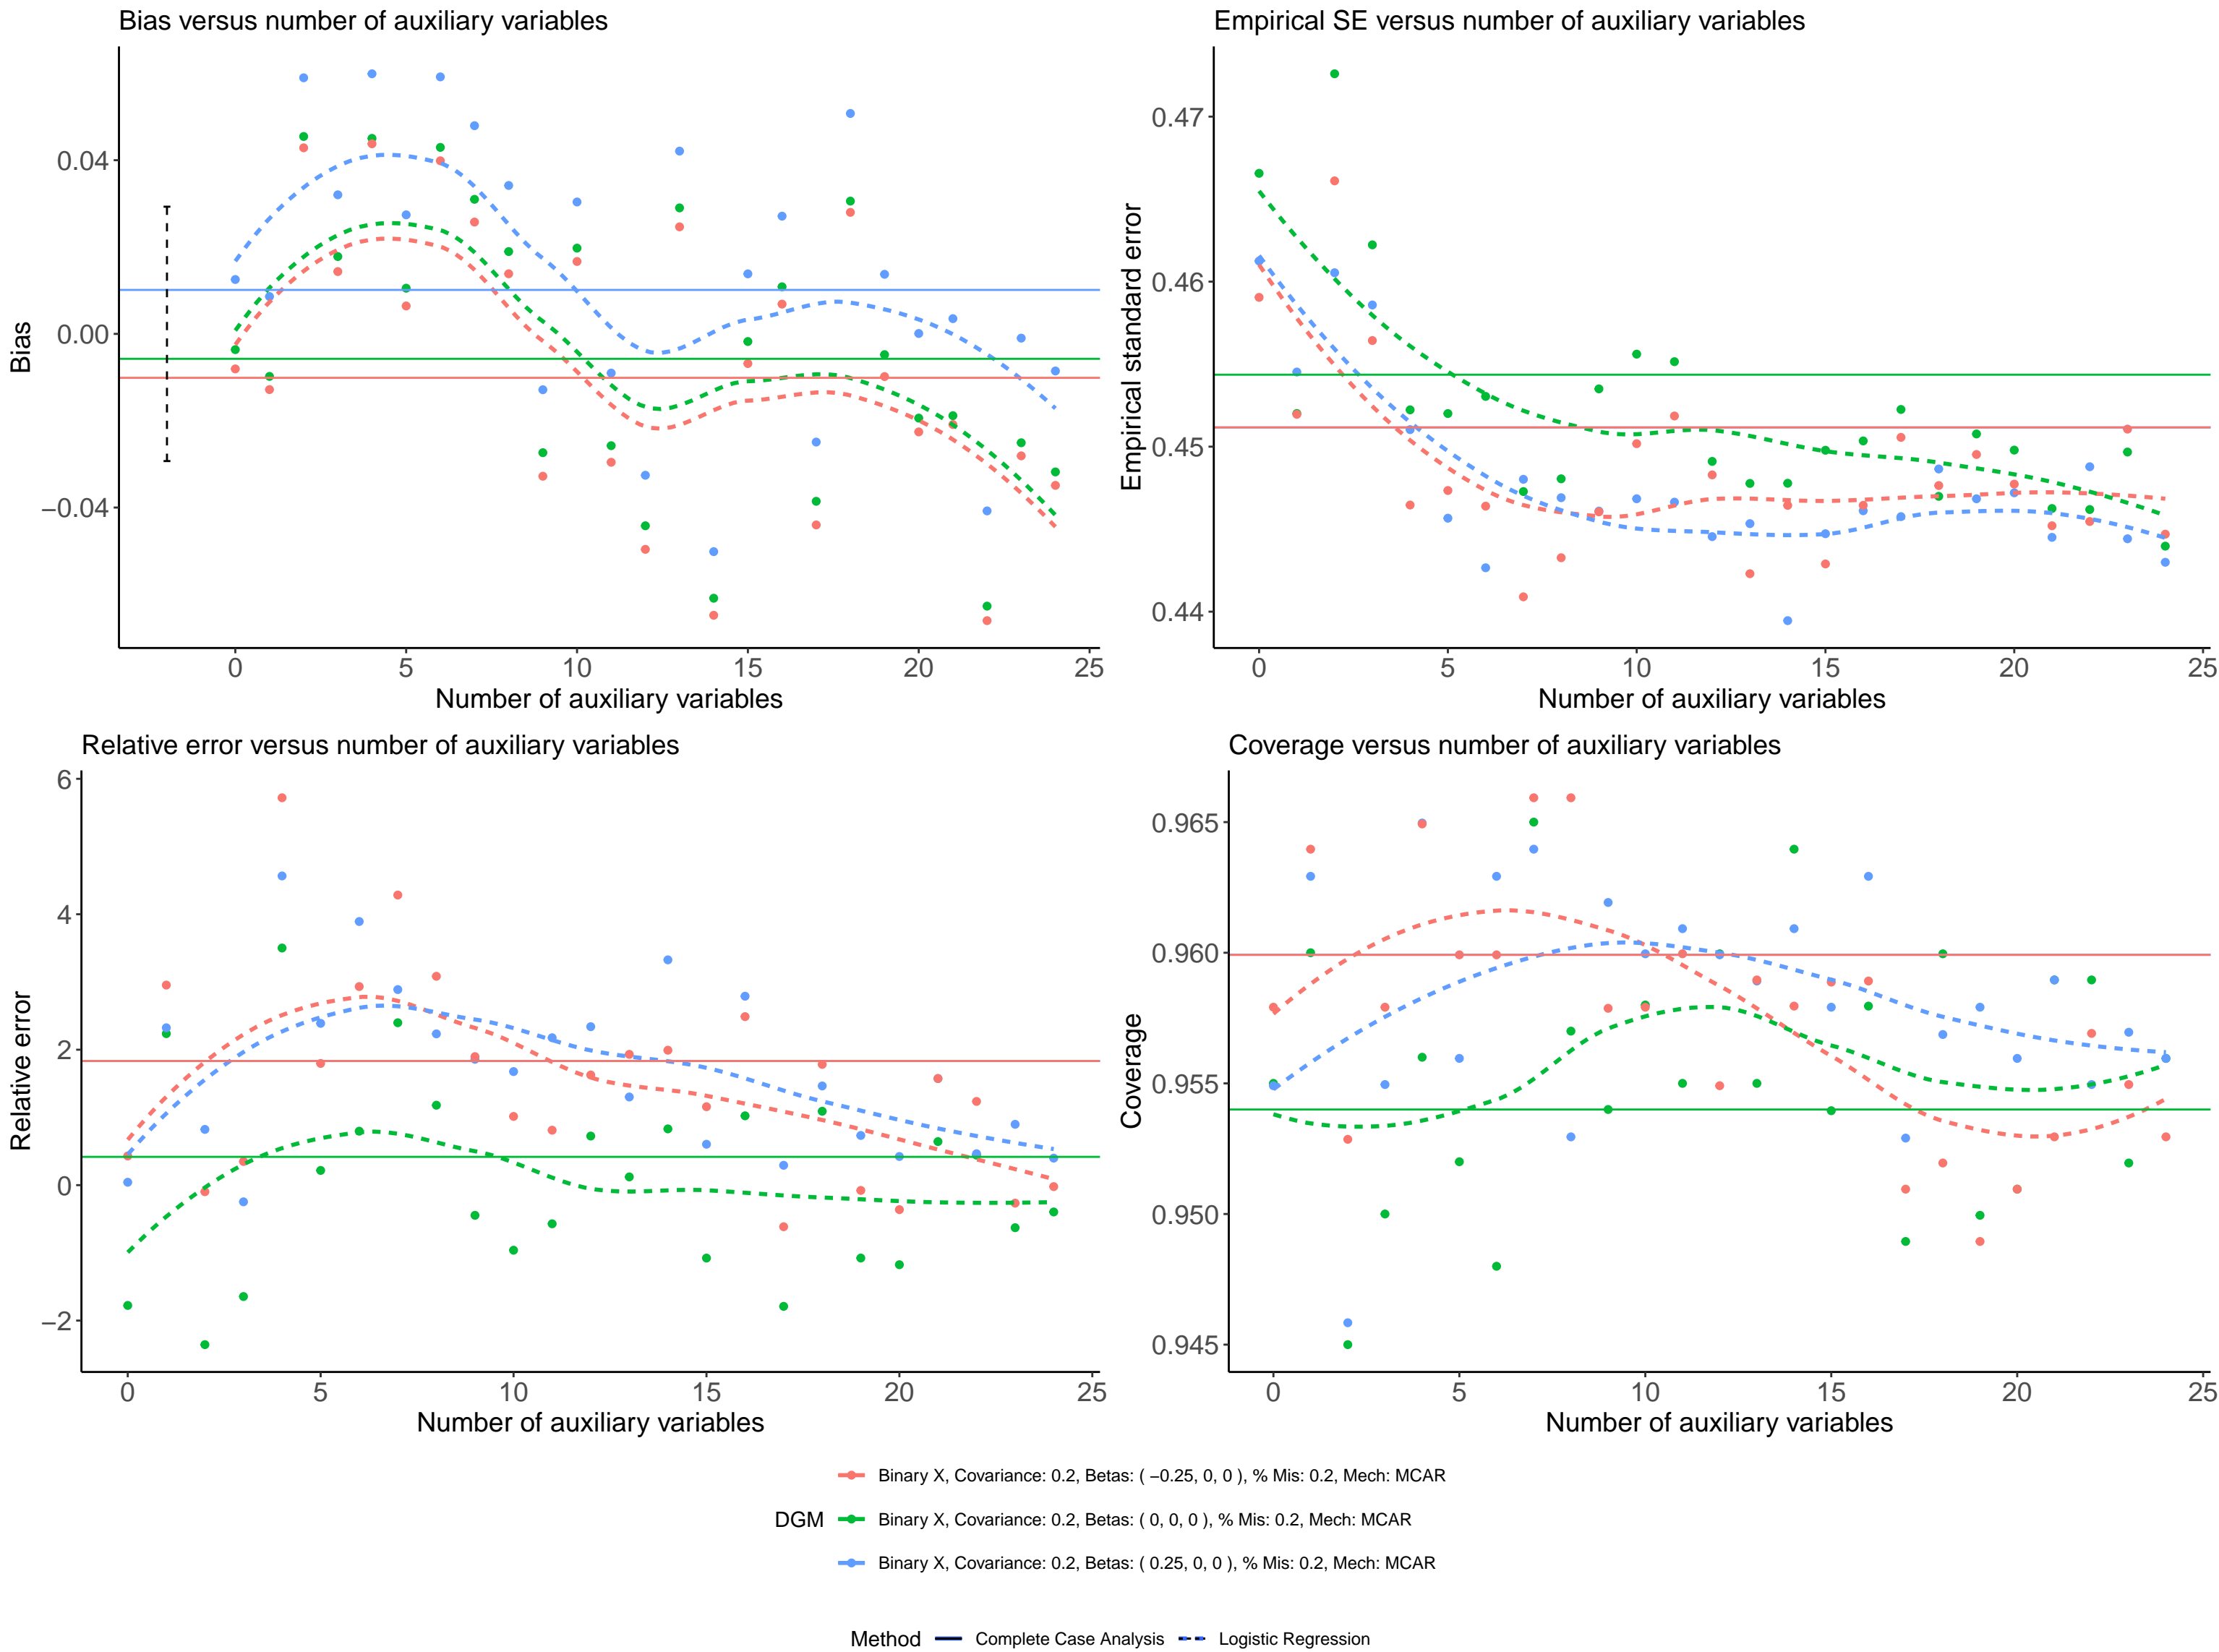 Bias versus number of auxiliary variables
Bias
0.04
0.00
−0.04
0 5 10 15 20 25
Number of auxiliary variables
Empirical SE versus number of auxiliary variables
Empirical standard error
0.47
0.46
0.45
0.44
0 5 10 15 20 25
Number of auxiliary variables
Relative error versus number of auxiliary variables
Relative error
6
4
2
0
−2
0 5 10 15 20 25
Number of auxiliary variables
Coverage versus number of auxiliary variables
Coverage
0.965
0.960
0.955
0.950
0.945
0 5 10 15 20 25
Number of auxiliary variables
DGM
Binary X, Covariance: 0.2, Betas: ( −0.25, 0, 0 ), % Mis: 0.2, Mech: MCAR
Binary X, Covariance: 0.2, Betas: ( 0, 0, 0 ), % Mis: 0.2, Mech: MCAR
Binary X, Covariance: 0.2, Betas: ( 0.25, 0, 0 ), % Mis: 0.2, Mech: MCAR
Method Complete Case Analysis Logistic Regression